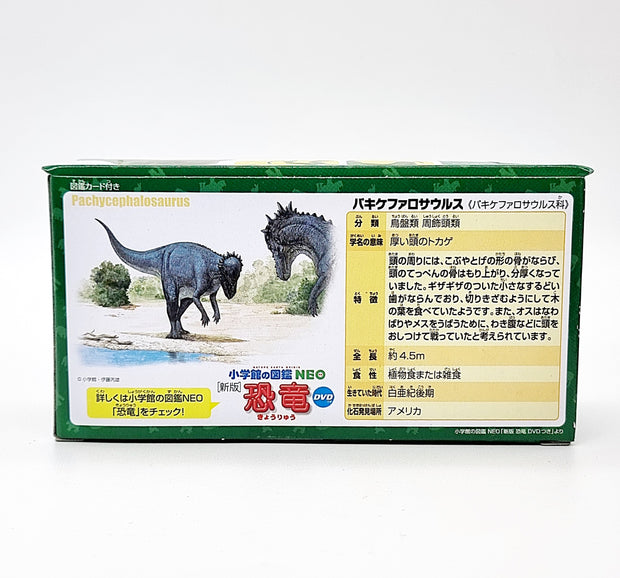 図鑑カード付き
Pachycephalosaurus
パキケファロサウルス《パキケファロサウルス科》
分類 鳥盤類 周飾頭類
学名の意味 厚い頭のトカゲ
特徴
頭の周りには、こぶやとげの形の骨がならび、
頭のてっぺんの骨はもり上がり、分厚くなって
いました。ギザギザのついた小さなするどい
歯がならんでおり、切りきざむようにして木
の葉を食べていたようです。また、オスはなわ
ばりやメスをうばうために、わき腹などに頭を
おしつけて戦っていたと考えられています。
全長 約4.5m
食性 植物食または雑食
生きていた時代 白亜紀後期
化石発見場所 アメリカ
© 小学館・伊藤丙雄
小学館の図鑑 NEO
[新版] 恐竜 DVD
きょうりゅう
詳しくは小学館の図鑑NEO
「恐竜」をチェック!
小学館の図鑑 NEO「新版 恐竜 DVDつき」より